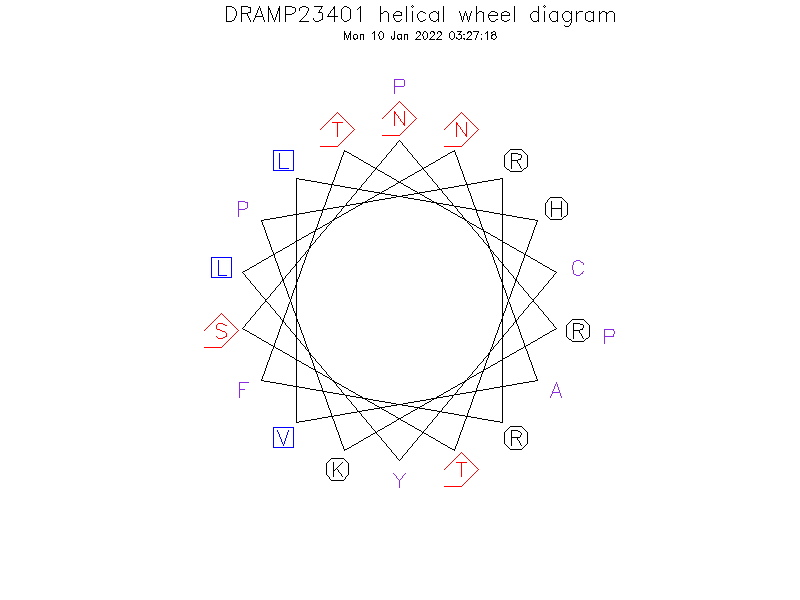 DRAMP23401 helical wheel diagram
Mon 10 Jan 2022 03:27:18
P
T N N
L R
P H
L C
S R P
F A
V R
K T
Y